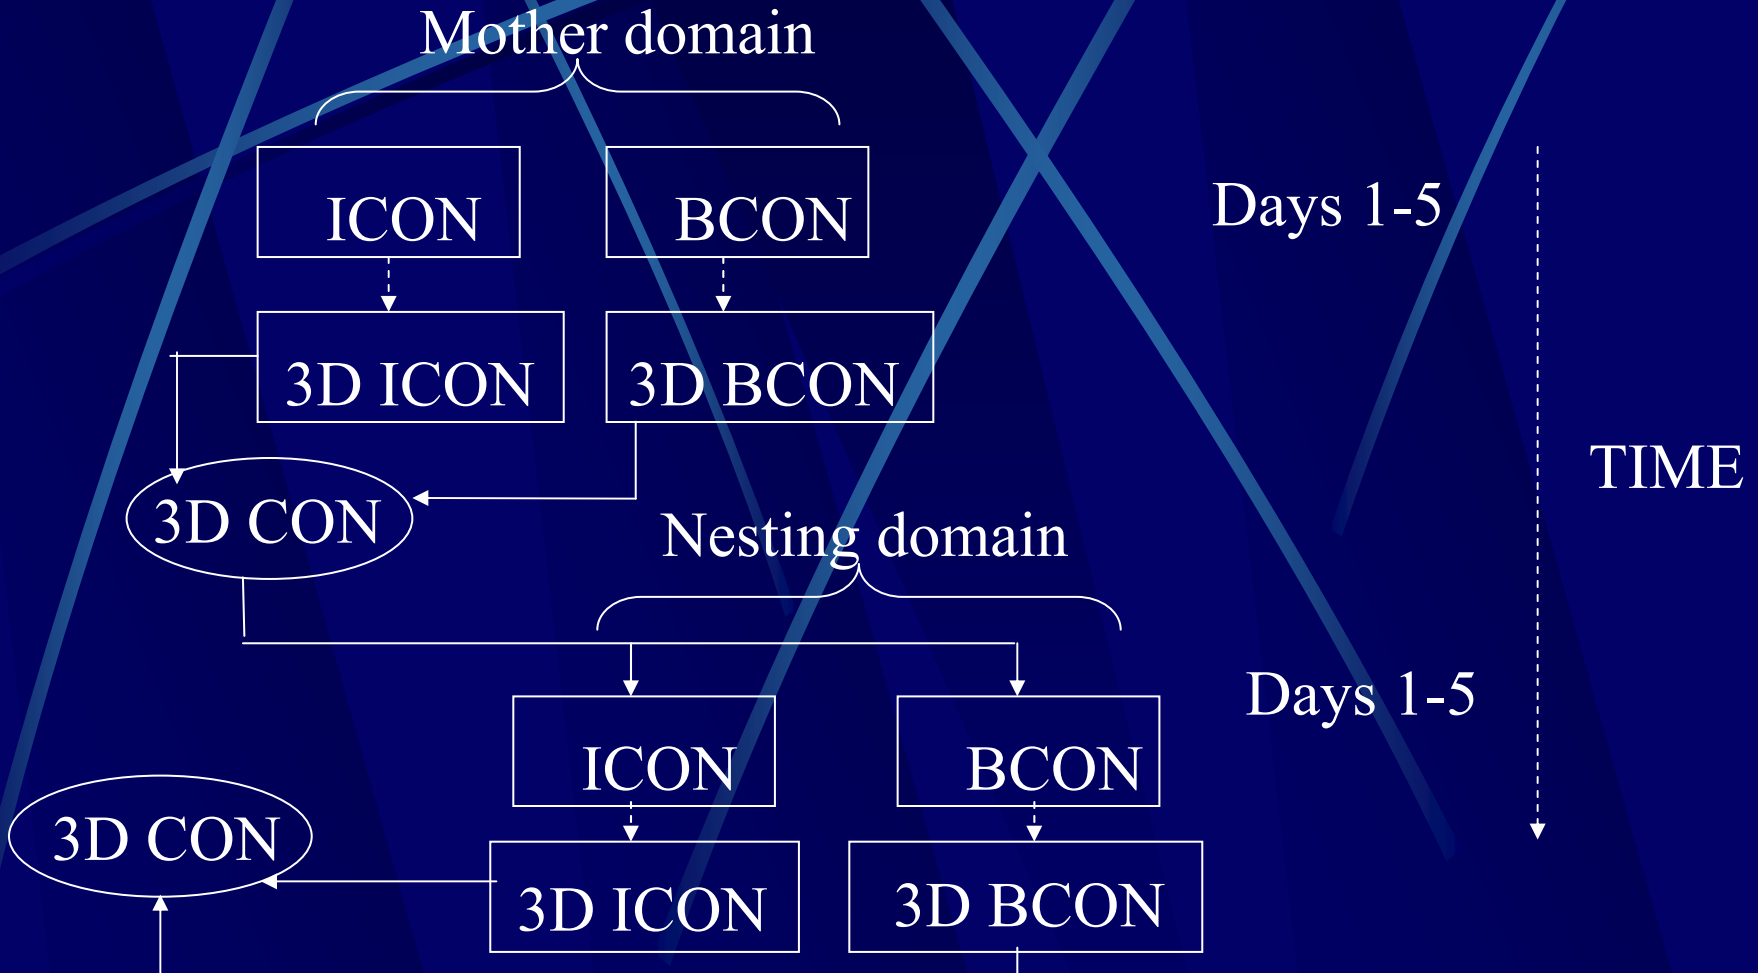 Mother domain
ICON
BCON
Days 1-5
3D ICON
3D BCON
TIME
3D CON
Nesting domain
Days 1-5
ICON
BCON
3D CON
3D ICON
3D BCON